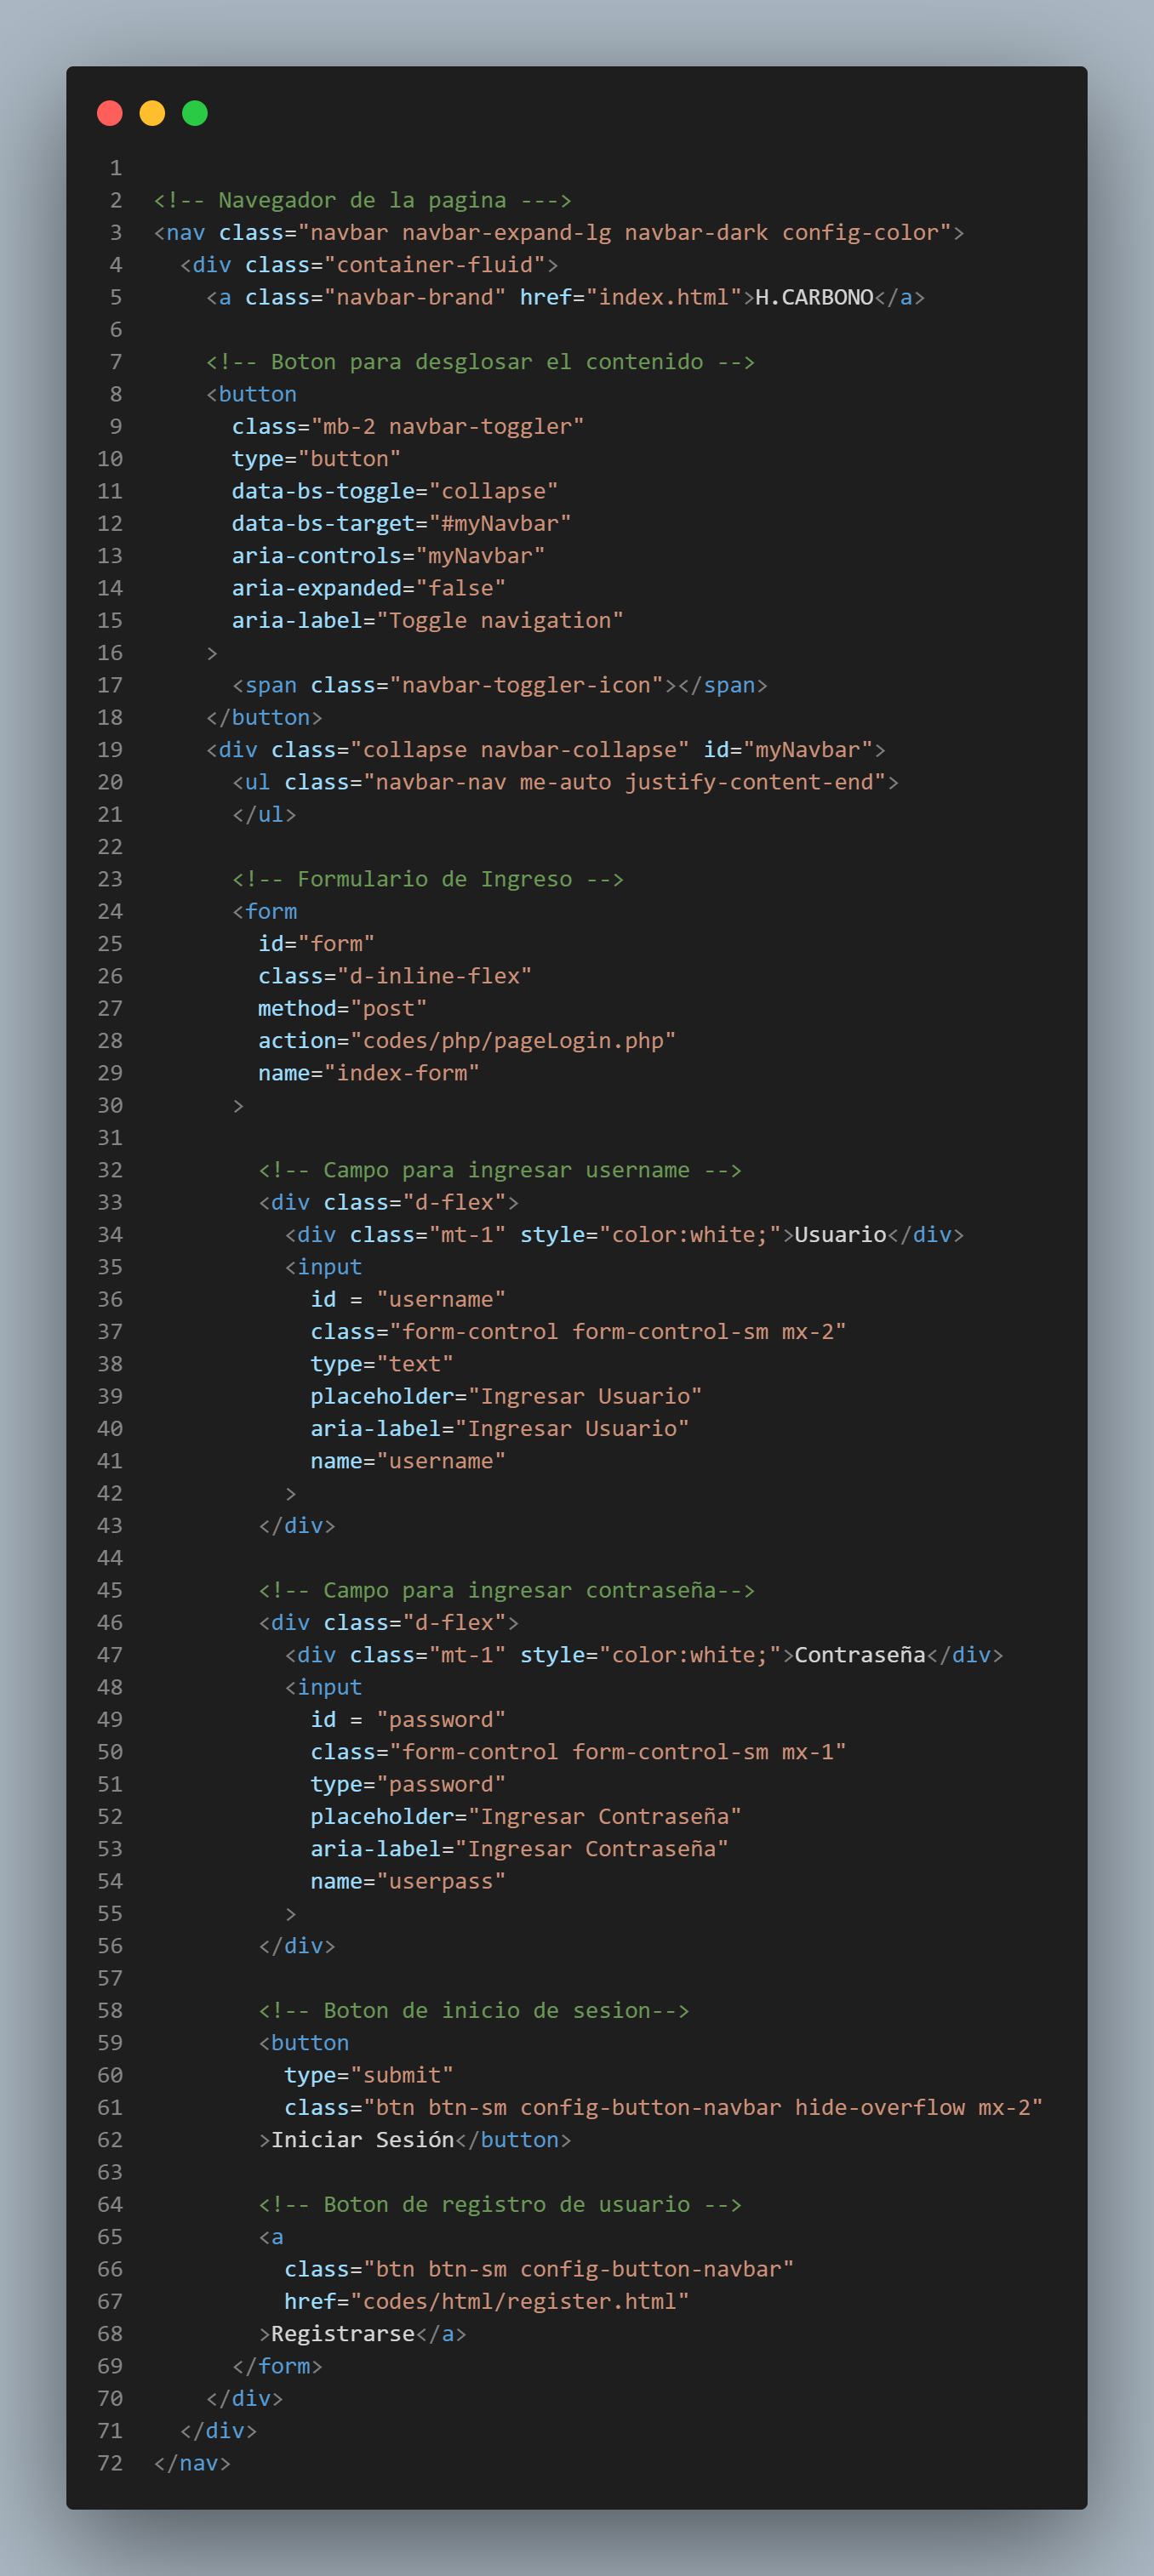 1
2 <!-- Navegador de la pagina --->
3 <nav class="navbar navbar-expand-lg navbar-dark config-color">
4   <div class="container-fluid">
5     <a class="navbar-brand" href="index.html">H.CARBONO</a>
6
7     <!-- Boton para desglosar el contenido -->
8     <button
9       class="mb-2 navbar-toggler"
10       type="button"
11       data-bs-toggle="collapse"
12       data-bs-target="#myNavbar"
13       aria-controls="myNavbar"
14       aria-expanded="false"
15       aria-label="Toggle navigation"
16     >
17       <span class="navbar-toggler-icon"></span>
18     </button>
19     <div class="collapse navbar-collapse" id="myNavbar">
20       <ul class="navbar-nav me-auto justify-content-end">
21       </ul>
22
23       <!-- Formulario de Ingreso -->
24       <form
25         id="form"
26         class="d-inline-flex"
27         method="post"
28         action="codes/php/pageLogin.php"
29         name="index-form"
30       >
31
32         <!-- Campo para ingresar username -->
33         <div class="d-flex">
34           <div class="mt-1" style="color:white;">Usuario</div>
35           <input
36             id = "username"
37             class="form-control form-control-sm mx-2"
38             type="text"
39             placeholder="Ingresar Usuario"
40             aria-label="Ingresar Usuario"
41             name="username"
42           >
43         </div>
44
45         <!-- Campo para ingresar contraseña-->
46         <div class="d-flex">
47           <div class="mt-1" style="color:white;">Contraseña</div>
48           <input
49             id = "password"
50             class="form-control form-control-sm mx-1"
51             type="password"
52             placeholder="Ingresar Contraseña"
53             aria-label="Ingresar Contraseña"
54             name="userpass"
55           >
56         </div>
57
58         <!-- Boton de inicio de sesion-->
59         <button
60           type="submit"
61           class="btn btn-sm config-button-navbar hide-overflow mx-2"
62         >Iniciar Sesión</button>
63
64         <!-- Boton de registro de usuario -->
65         <a
66           class="btn btn-sm config-button-navbar"
67           href="codes/html/register.html"
68         >Registrarse</a>
69       </form>
70     </div>
71   </div>
72 </nav>